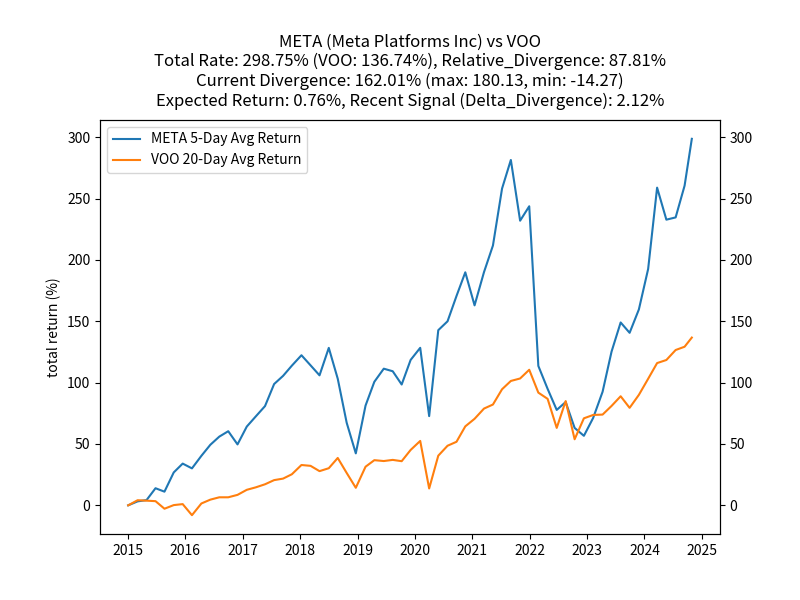 META (Meta Platforms Inc) vs VOO
Total Rate: 298.75% (VOO: 136.74%), Relative_Divergence: 87.81%
Current Divergence: 162.01% (max: 180.13, min: -14.27)
Expected Return: 0.76%, Recent Signal (Delta_Divergence): 2.12%
META 5-Day Avg Return
VOO 20-Day Avg Return
total return (%)
300
250
200
150
100
50
0
300
250
200
150
100
50
0
2015 2016 2017 2018 2019 2020 2021 2022 2023 2024 2025